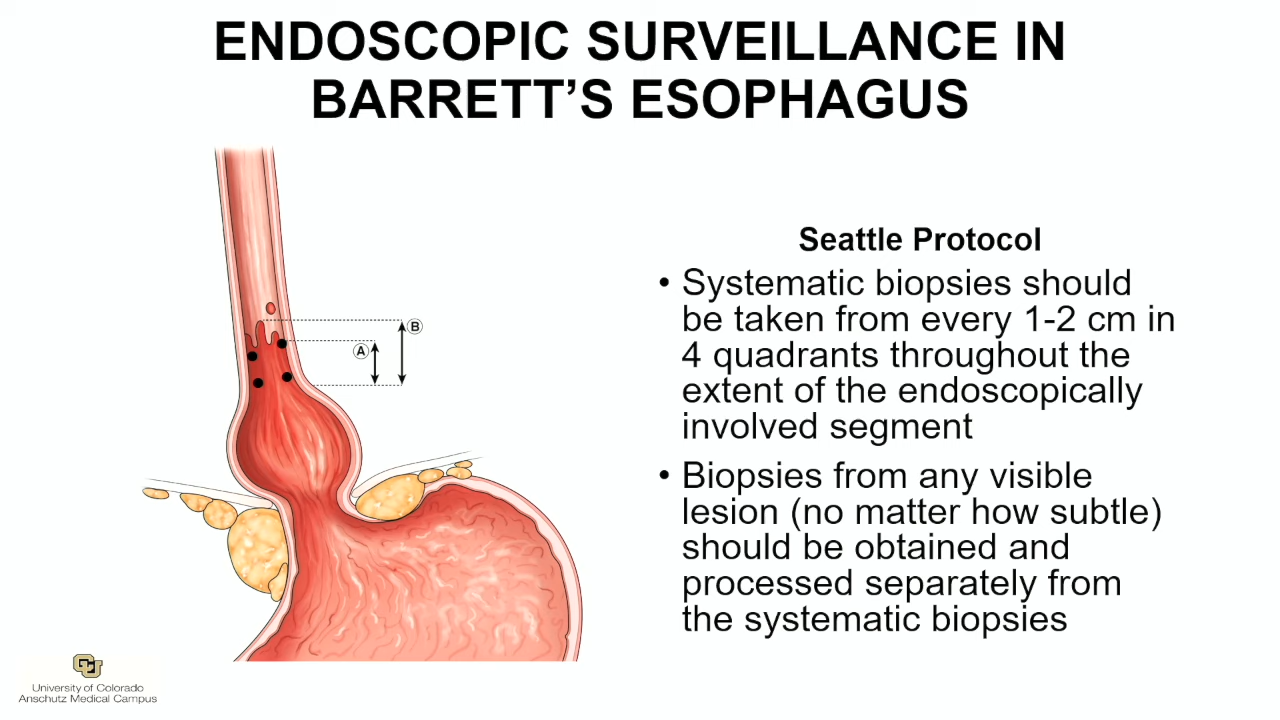 ENDOSCOPIC SURVEILLANCE IN
BARRETT’S ESOPHAGUS
B
A
Seattle Protocol
• Systematic biopsies should
be taken from every 1-2 cm in
4 quadrants throughout the
extent of the endoscopically
involved segment
• Biopsies from any visible
lesion (no matter how subtle)
should be obtained and
processed separately from
the systematic biopsies
University of Colorado
Anschutz Medical Campus